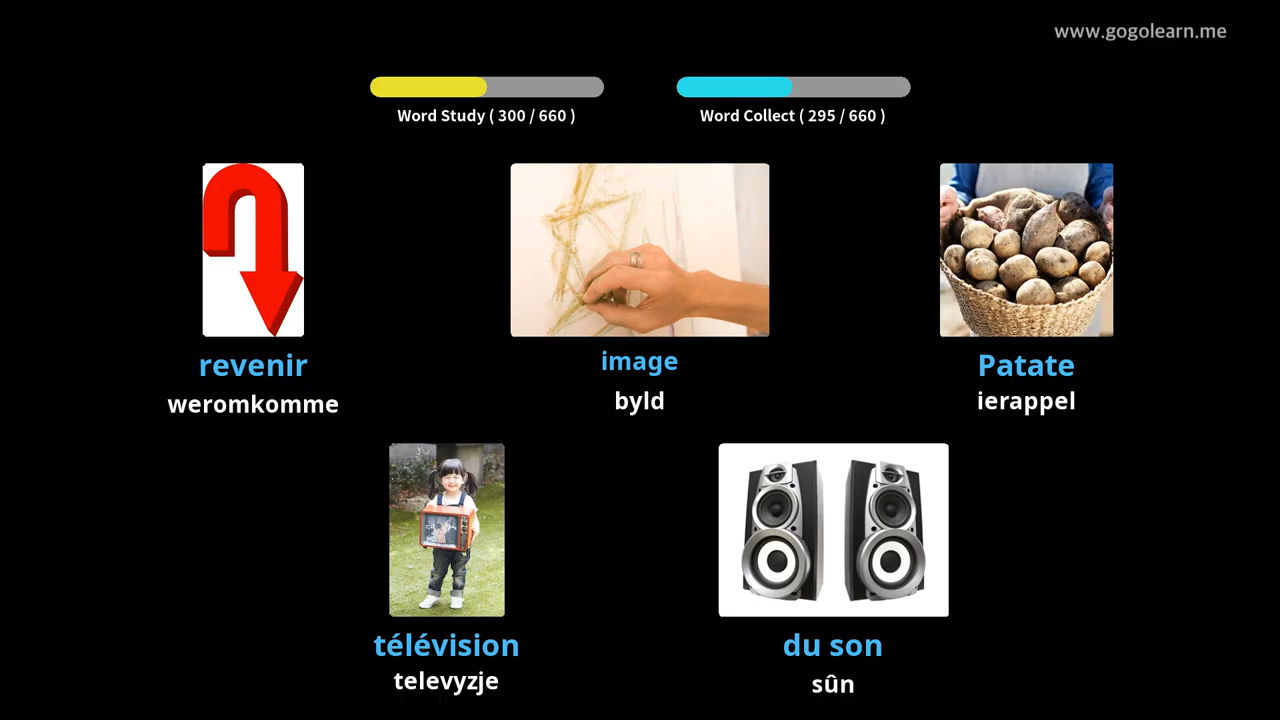 www.gogolearn.me
Word Study ( 300 / 660 )
Word Collect ( 295 / 660 )
revenir
weromkomme
image
byld
Patate
ierappel
télévision
televyzje
du son
sûn